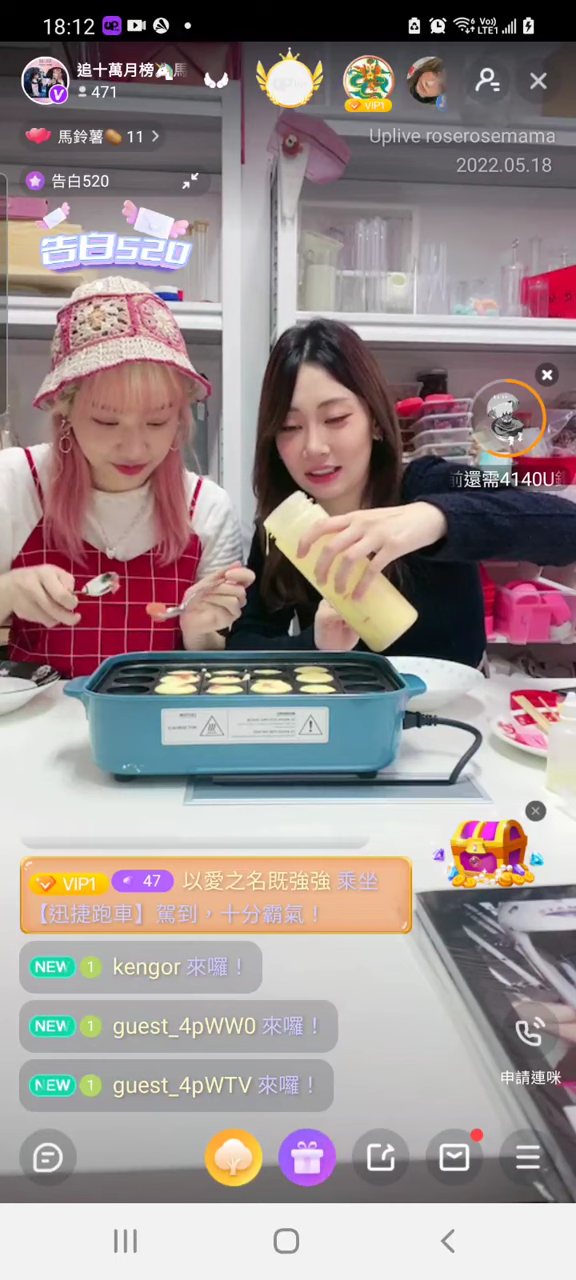 18:12
Vo))
LTE1
追十萬月榜🦄馬
471
VIP1
馬鈴薯🥔 11
Uplive roserosemama
2022.05.18
告白520
告白520
前還需4140U
VIP1 47 以愛之名既強強 乘坐
【迅捷跑車】駕到，十分霸氣！
NEW 1 kengor 來囉！
NEW 1 guest_4pWW0 來囉！
NEW 1 guest_4pWTV 來囉！
申請連咪